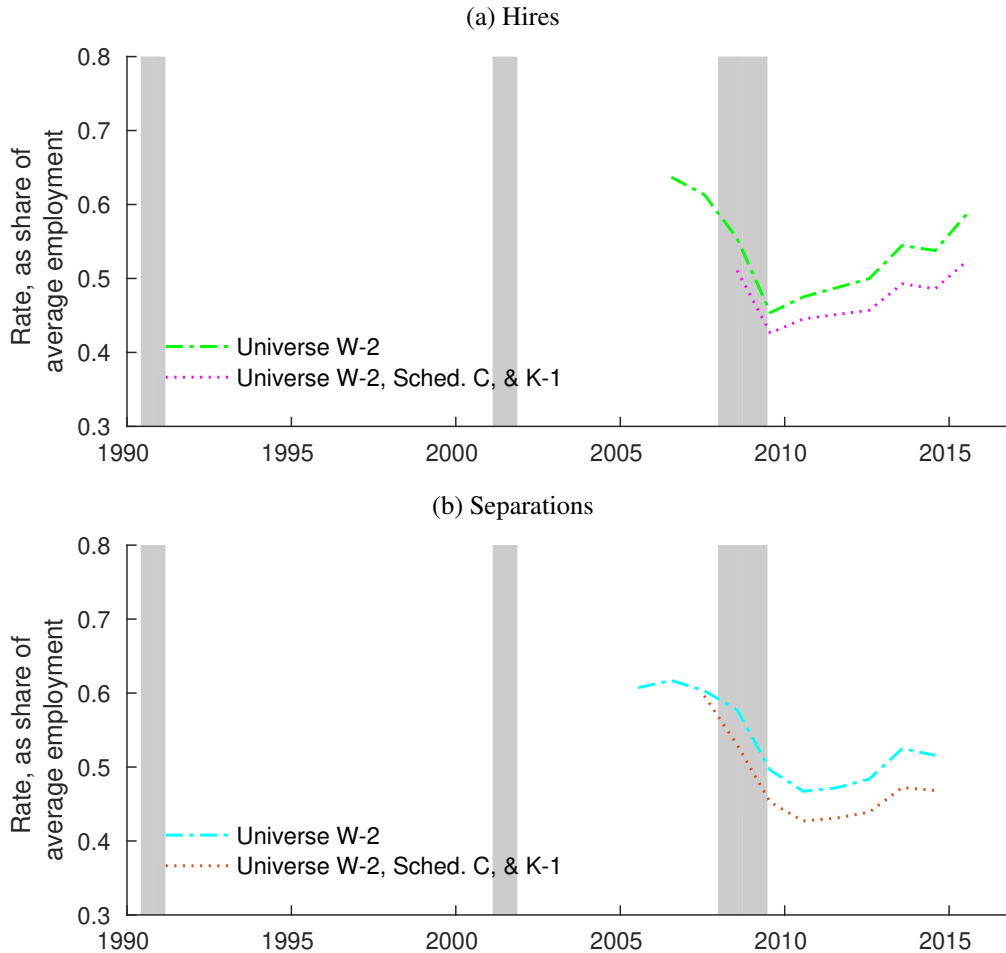 (a) Hires
0.8
0.7
0.6
0.5
0.4
0.3
Rate, as share of
average employment
Universe W-2
Universe W-2, Sched. C, & K-1
1990 1995 2000 2005 2010 2015
(b) Separations
0.8
0.7
0.6
0.5
0.4
0.3
Rate, as share of
average employment
Universe W-2
Universe W-2, Sched. C, & K-1
1990 1995 2000 2005 2010 2015